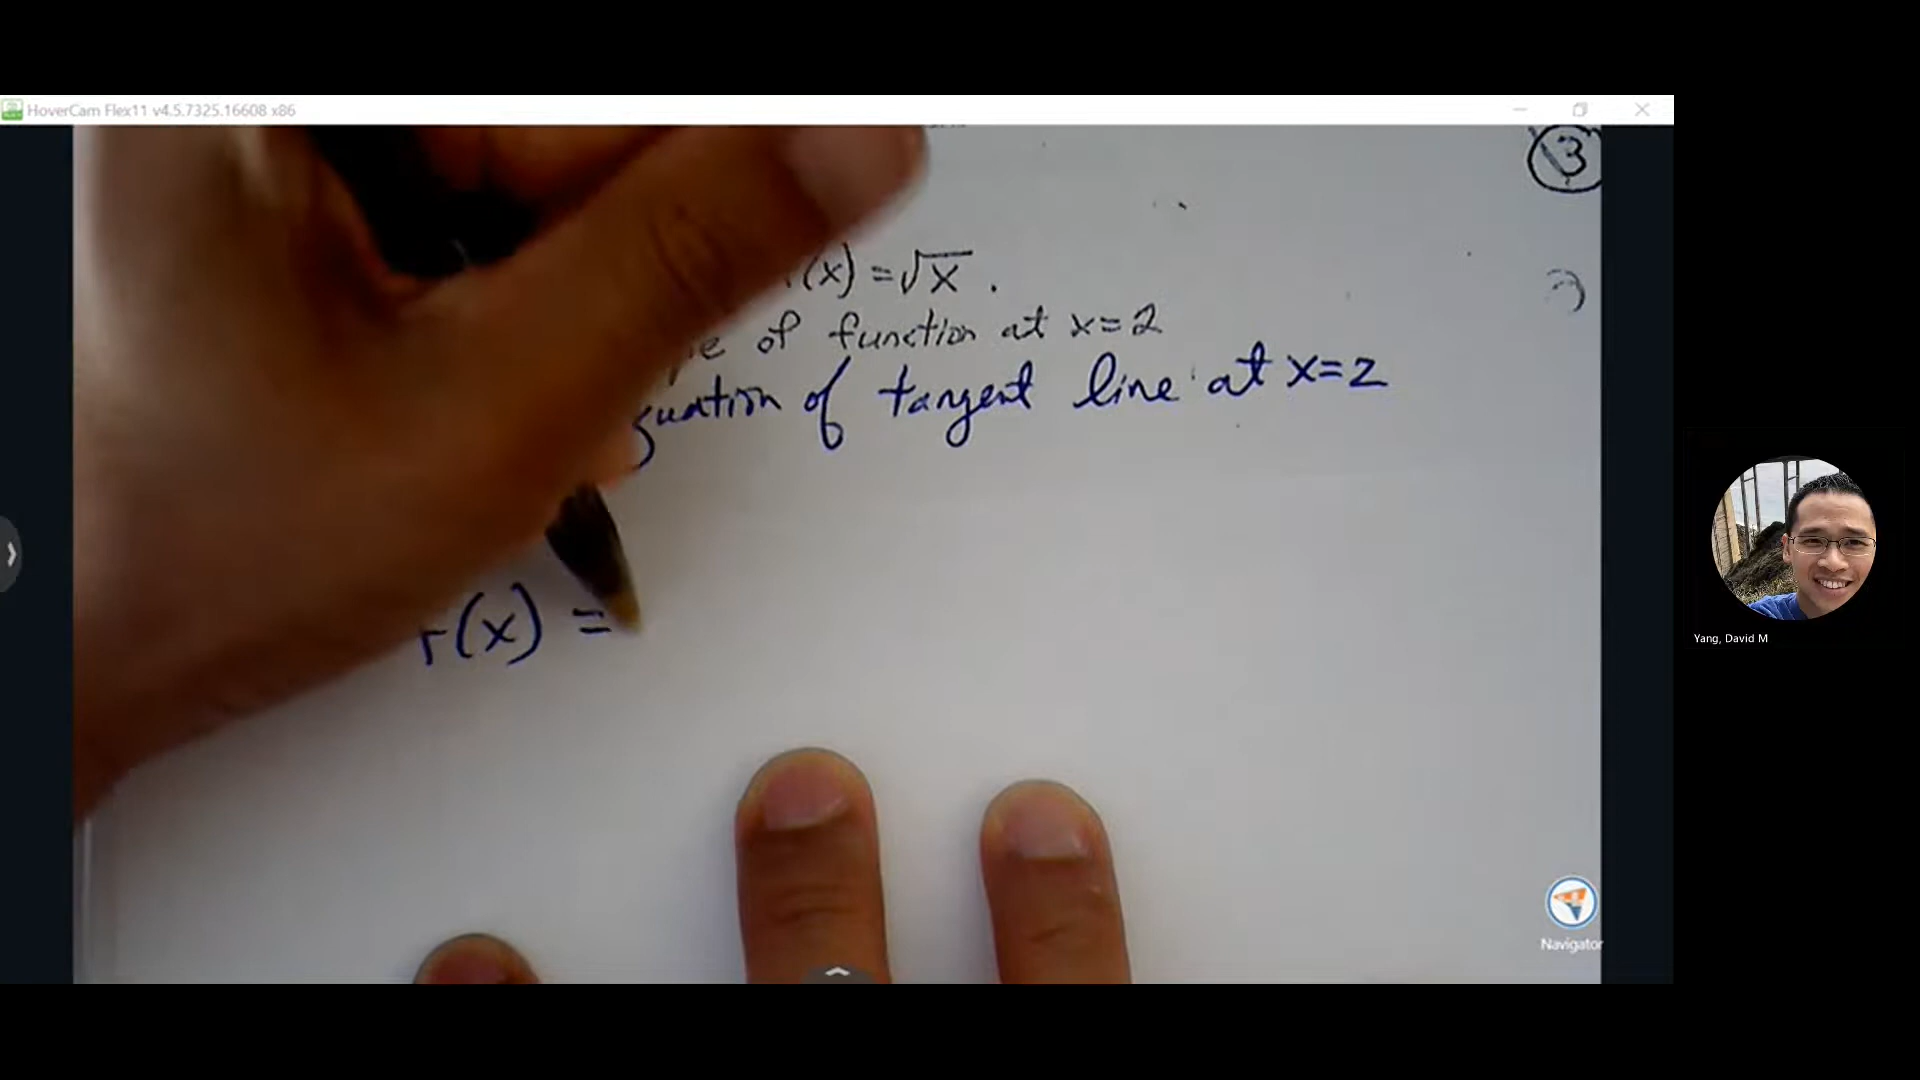 HoverCam Flex11 v4.5.7325.16608 x86
3
(x) = √x .
of function at x=2
of tangent line at x=2
r(x) =
Yang, David M
Navigator